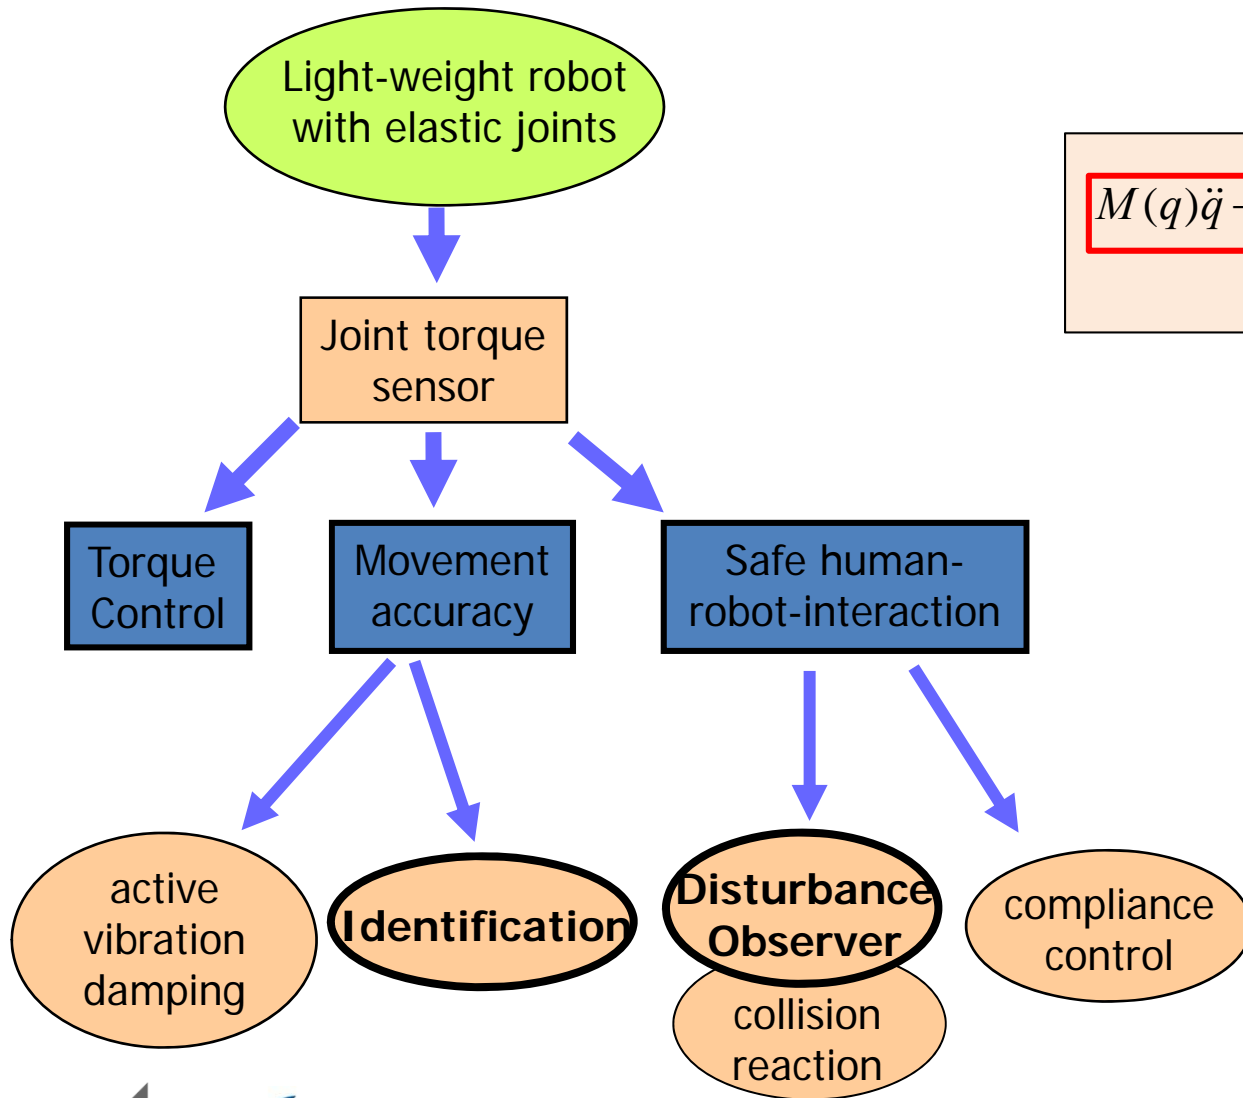 Light-weight robot
with elastic joints
M(q)q̈ -
Joint torque
sensor
Torque
Control
Movement
accuracy
Safe human-
robot-interaction
active
vibration
damping
Identification
Disturbance
Observer
collision
reaction
compliance
control